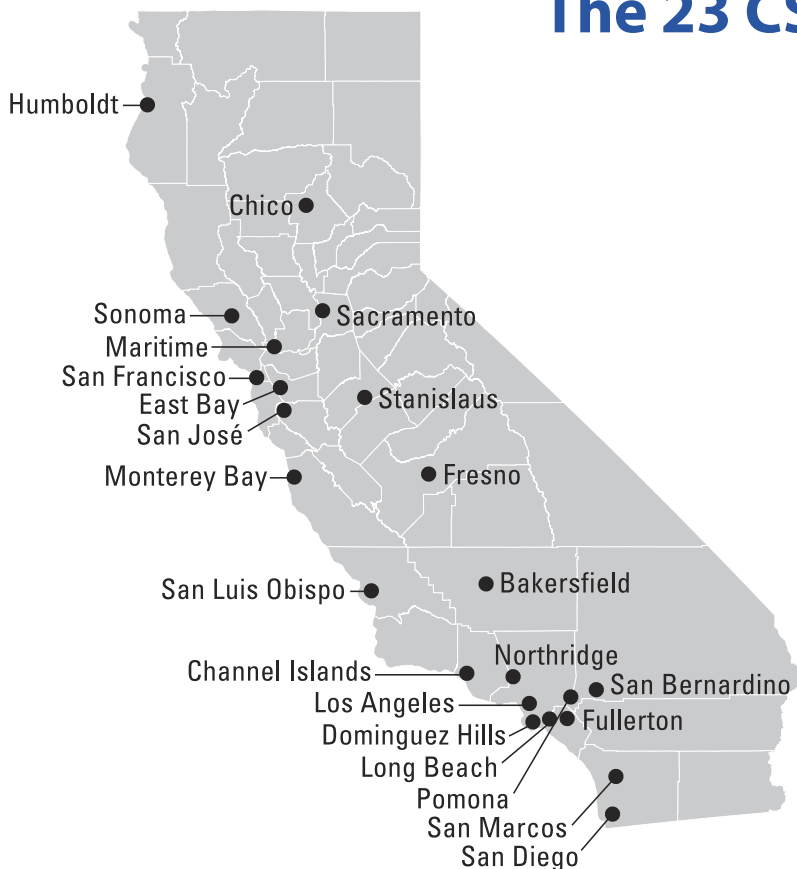 The 23 CS
Humboldt
Chico
Sonoma
Sacramento
Maritime
San Francisco
East Bay
Stanislaus
San José
Monterey Bay
Fresno
San Luis Obispo
Bakersfield
Northridge
Channel Islands
San Bernardino
Los Angeles
Fullerton
Dominguez Hills
Long Beach
Pomona
San Marcos
San Diego